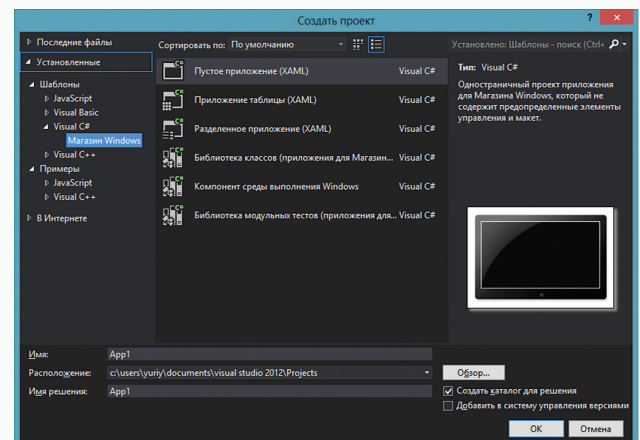 Создать проект
? ×
Последние файлы
Сортировать по: По умолчанию
Установлено: Шаблоны - поиск (Ctrl+
Установленные
Шаблоны
JavaScript
Visual Basic
Visual C#
Магазин Windows
Visual C++
Примеры
JavaScript
Visual C++
В Интернете
Пустое приложение (XAML) Visual C#
Приложение таблицы (XAML) Visual C#
Разделенное приложение (XAML) Visual C#
Библиотека классов (приложения для Магазин... Visual C#
Компонент среды выполнения Windows Visual C#
Библиотека модульных тестов (приложения для... Visual C#
Тип: Visual C#
Одностраничный проект приложения
для Магазина Windows, который не
содержит предопределенные элементы
управления и макет.
Имя: App1
Расположение: c:\users\yuriy\documents\visual studio 2012\Projects
Обзор...
Имя решения: App1
Создать каталог для решения
Добавить в систему управления версиями
ОК Отмена